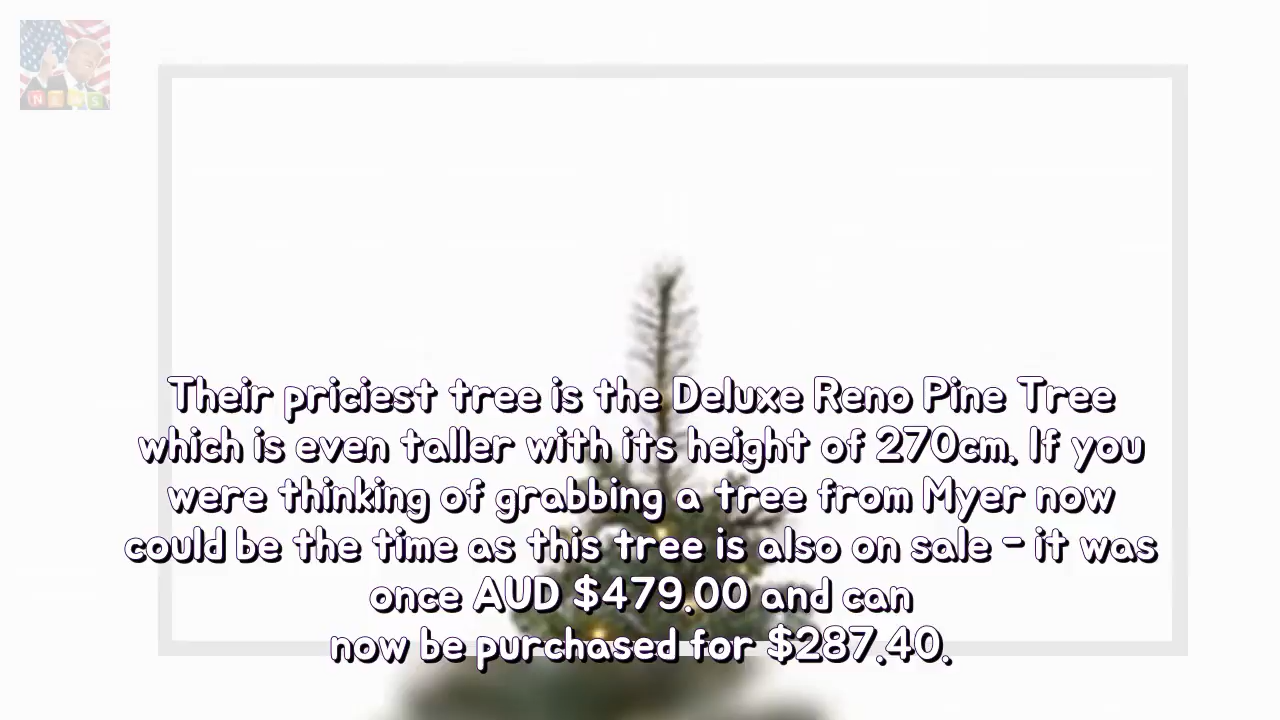 NEWS
Their priciest tree is the Deluxe Reno Pine Tree
which is even taller with its height of 270cm. If you
were thinking of grabbing a tree from Myer now
could be the time as this tree is also on sale - it was
once AUD $479.00 and can
now be purchased for $287.40.